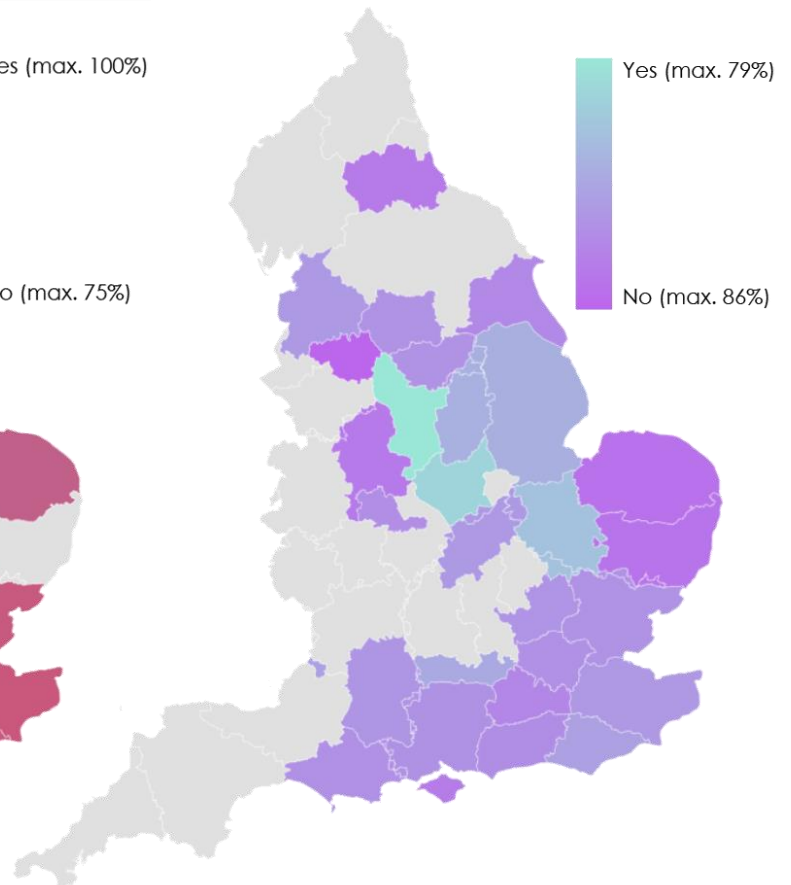 es (max. 100%)
Yes (max. 79%)
o (max. 75%)
No (max. 86%)